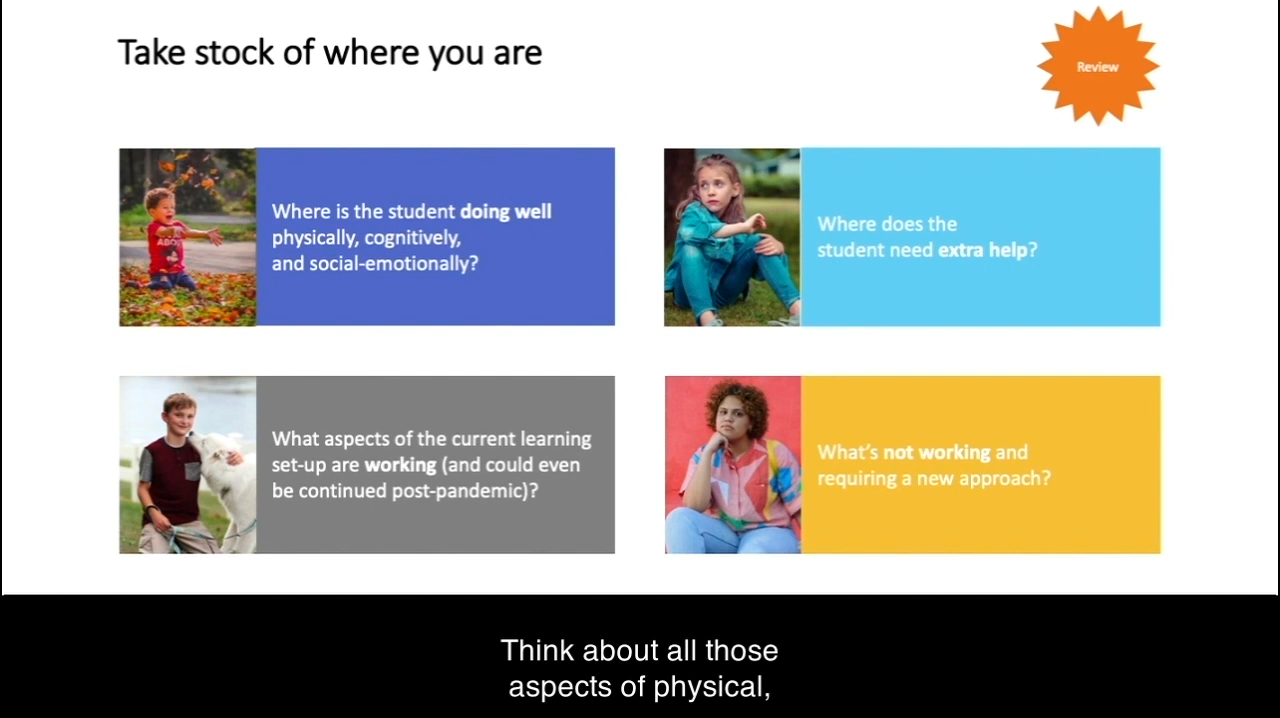 Take stock of where you are
Review
Where is the student doing well
physically, cognitively,
and social-emotionally?
Where does the
student need extra help?
What aspects of the current learning
set-up are working (and could even
be continued post-pandemic)?
What's not working and
requiring a new approach?
Think about all those
aspects of physical,